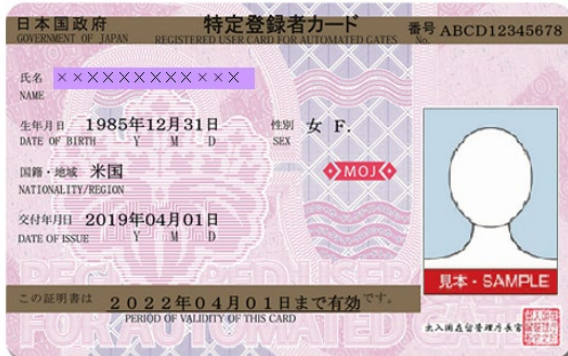 日本国政府 特定登録者カード 番号 ABCD12345678
GOVERNMENT OF JAPAN REGISTERED USER CARD FOR AUTOMATED GATES No.
氏名 ××××××××××××
NAME
生年月日 1985年12月31日 性別 女 F.
DATE OF BIRTH Y M D SEX
国籍・地域 米国
NATIONALITY/REGION
MOJ
交付年月日 2019年04月01日
DATE OF ISSUE Y M D
見本・SAMPLE
この証明書は 2022年04月01日まで有効 です。
PERIOD OF VALIDITY OF THIS CARD
出入国在留管理庁長官
REGISTERED USER
FOR AUTOMATED GATES